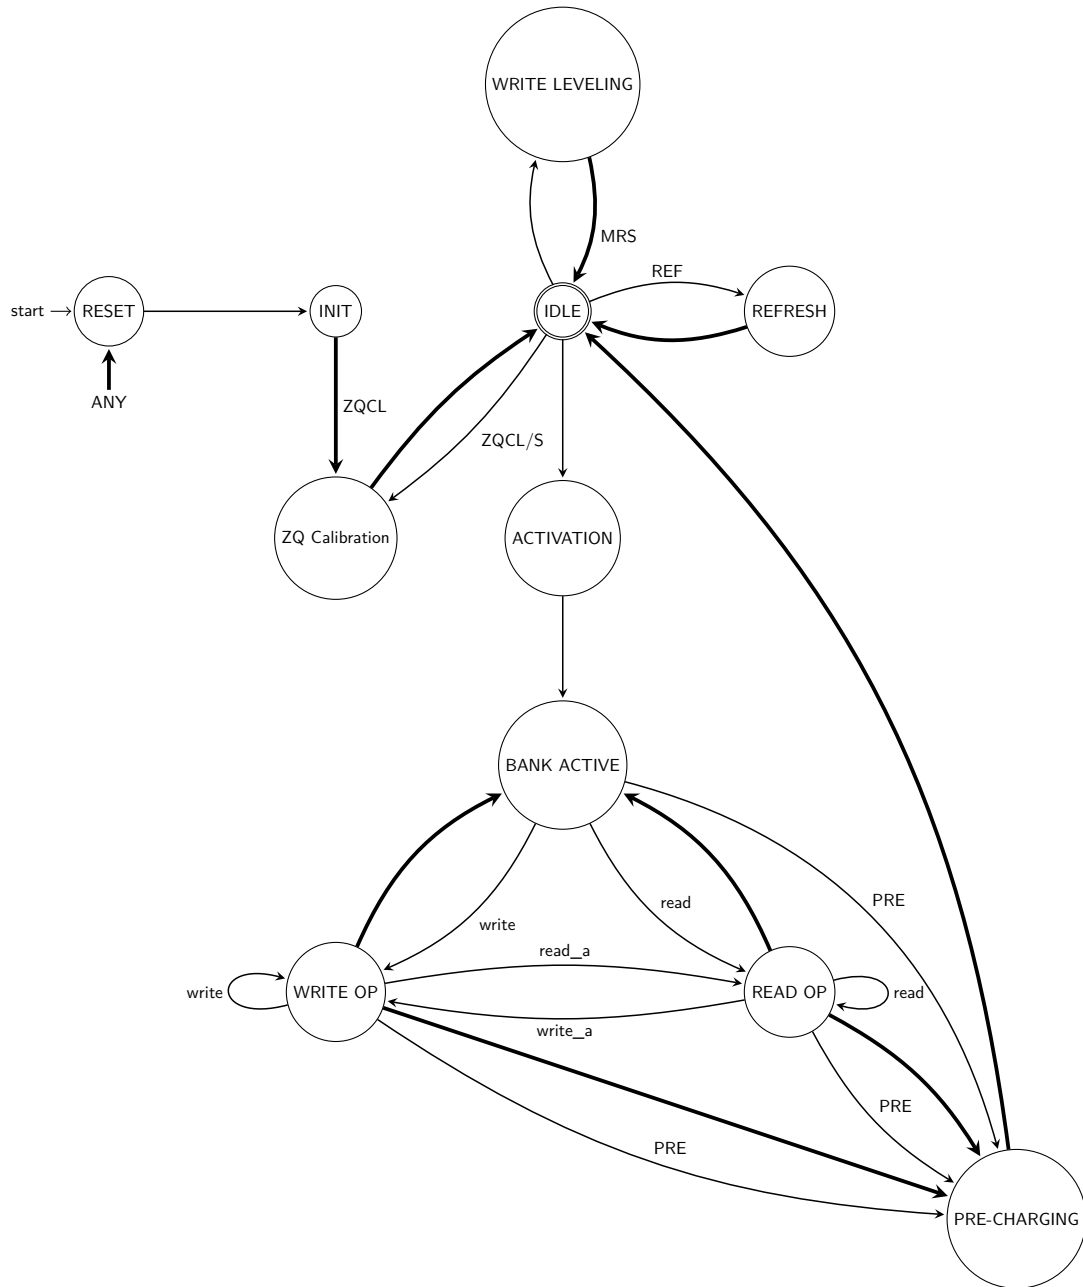 WRITE LEVELING
MRS
REF
start
RESET
INIT
IDLE
REFRESH
ANY
ZQCL
ZQCL/S
ZQ Calibration
ACTIVATION
BANK ACTIVE
PRE
read
write
read_a
write
WRITE OP
READ OP
read
write_a
PRE
PRE
PRE-CHARGING